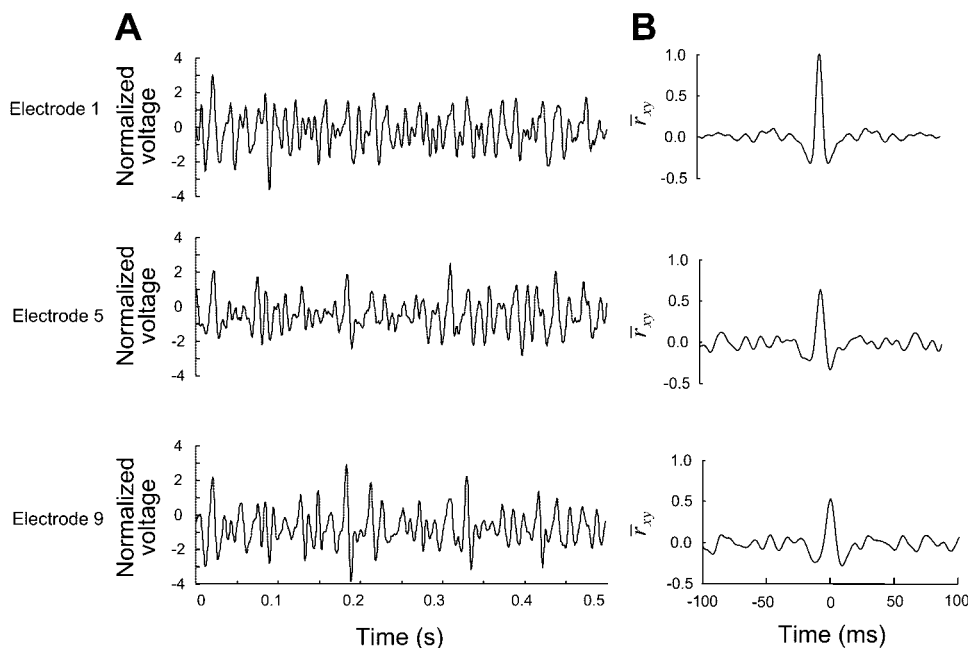 A
B
Electrode 1
Normalized
voltage
4
2
0
-2
-4
r̅xy
1.0
0.5
0.0
-0.5
Electrode 5
Normalized
voltage
4
2
0
-2
-4
r̅xy
1.0
0.5
0.0
-0.5
Electrode 9
Normalized
voltage
4
2
0
-2
-4
0 0.1 0.2 0.3 0.4 0.5
Time (s)
r̅xy
1.0
0.5
0.0
-0.5
-100 -50 0 50 100
Time (ms)